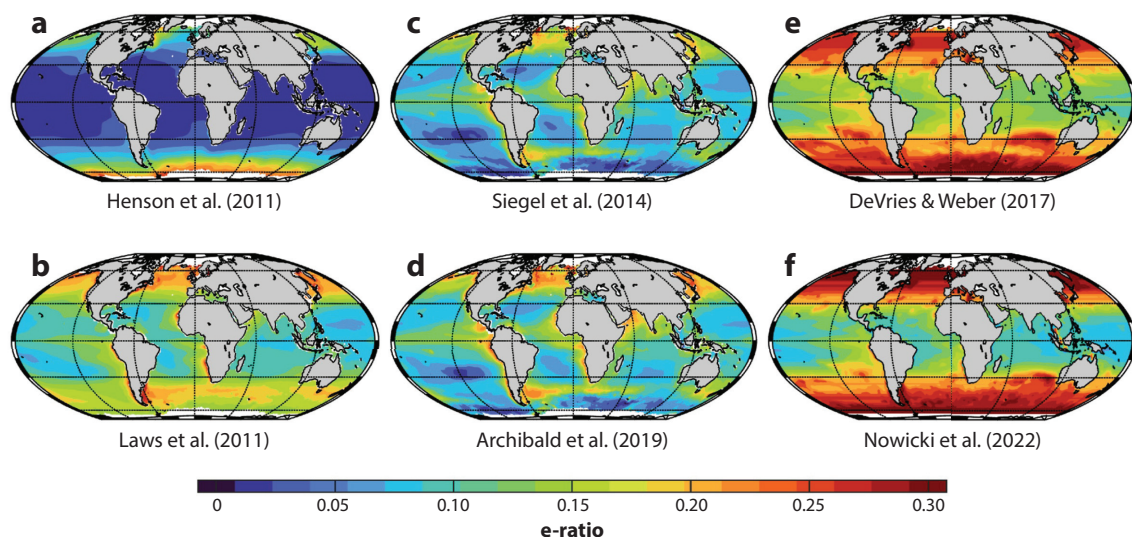 a
c
e
Henson et al. (2011)
Siegel et al. (2014)
DeVries & Weber (2017)
b
d
f
Laws et al. (2011)
Archibald et al. (2019)
Nowicki et al. (2022)
0
0.05
0.10
0.15
0.20
0.25
0.30
e-ratio